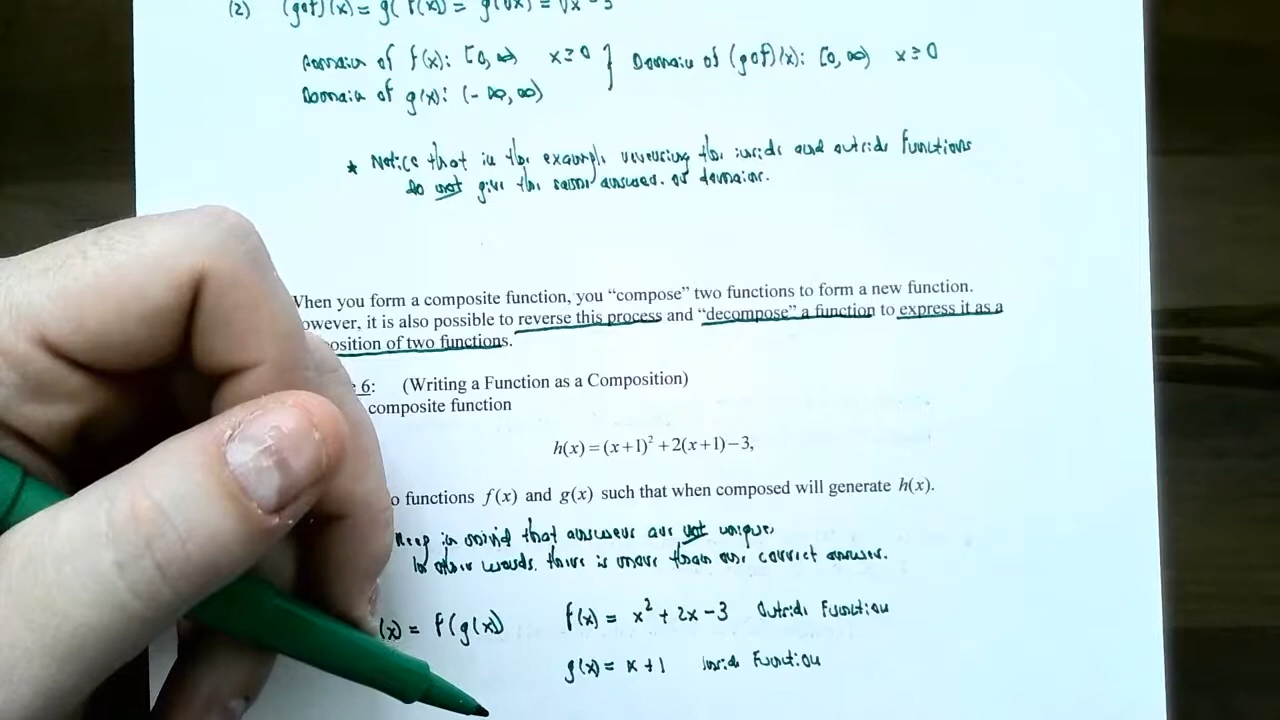 (2) (g∘f)(x) = g(f(x)) = g(√x) = √x - 3
Domain of f(x): [0, ∞) x ≥ 0 } Domain of (g∘f)(x): [0, ∞) x ≥ 0
Domain of g(x): (-∞, ∞)
* Notice that in the example reversing the inside and outside functions
do not give the same answer, or domains.
When you form a composite function, you “compose” two functions to form a new function.
owever, it is also possible to reverse this process and “decompose” a function to express it as a
osition of two functions.
6: (Writing a Function as a Composition)
composite function
h(x)=(x+1)²+2(x+1)−3,
o functions f(x) and g(x) such that when composed will generate h(x).
Keep in mind that answers are not unique,
In other words, there is more than one correct answer.
(x) = f(g(x)) f(x) = x² + 2x - 3 Outside Function
g(x) = x + 1 Inside Function